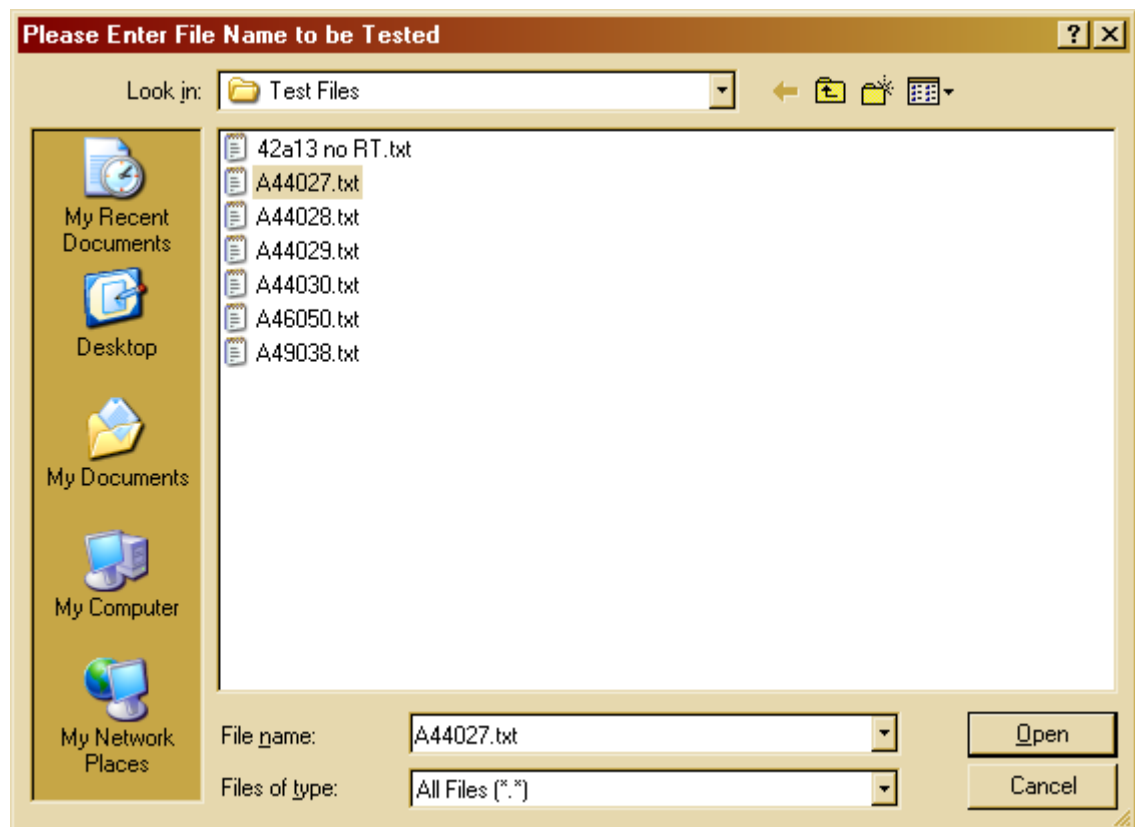 Please Enter File Name to be Tested
Look in:
Test Files
42a13 no RT.txt
A44027.txt
A44028.txt
A44029.txt
A44030.txt
A46050.txt
A49038.txt
My Recent
Documents
Desktop
My Documents
My Computer
My Network
Places
File name:
A44027.txt
Open
Files of type:
All Files (*.*)
Cancel